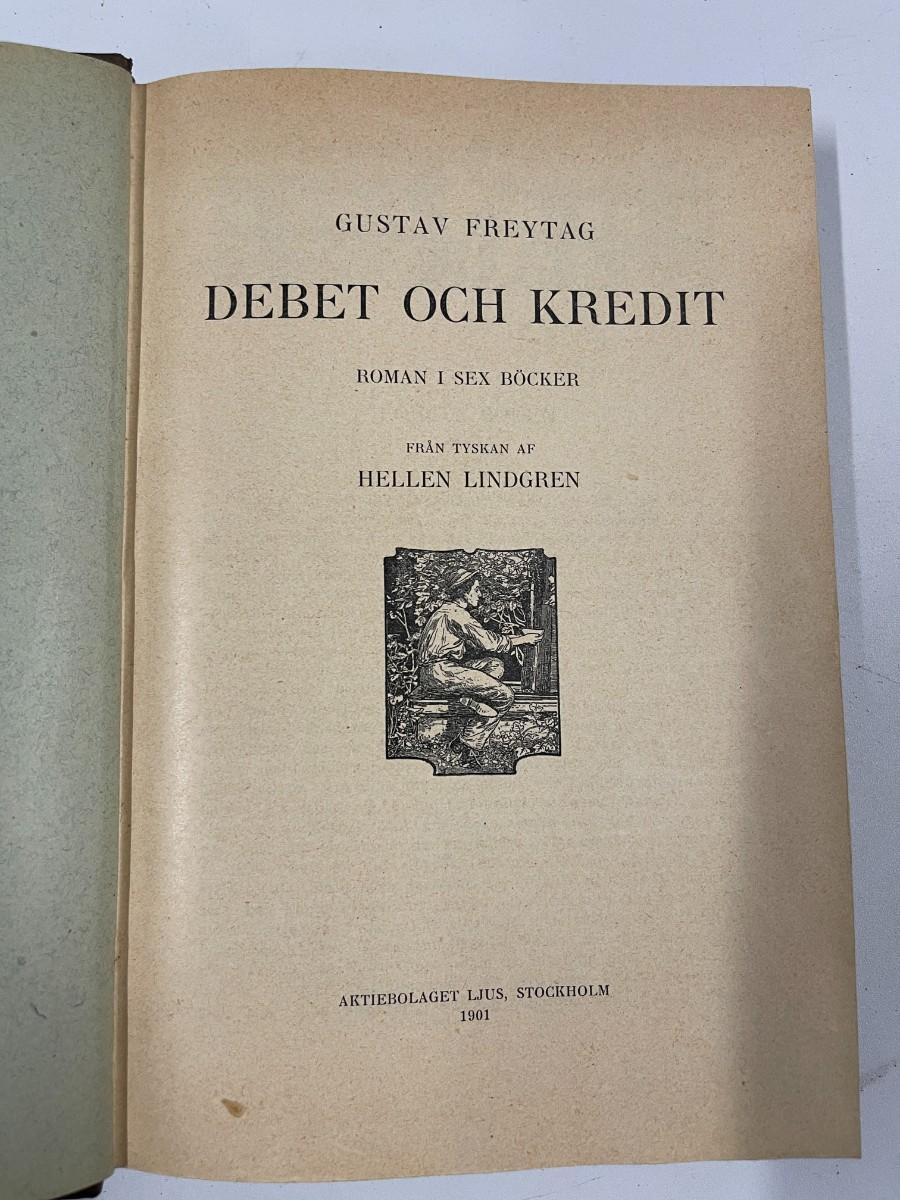 GUSTAV FREYTAG
DEBET OCH KREDIT
ROMAN I SEX BÖCKER
FRÅN TYSKAN AF
HELLEN LINDGREN
AKTIEBOLAGET LJUS, STOCKHOLM
1901